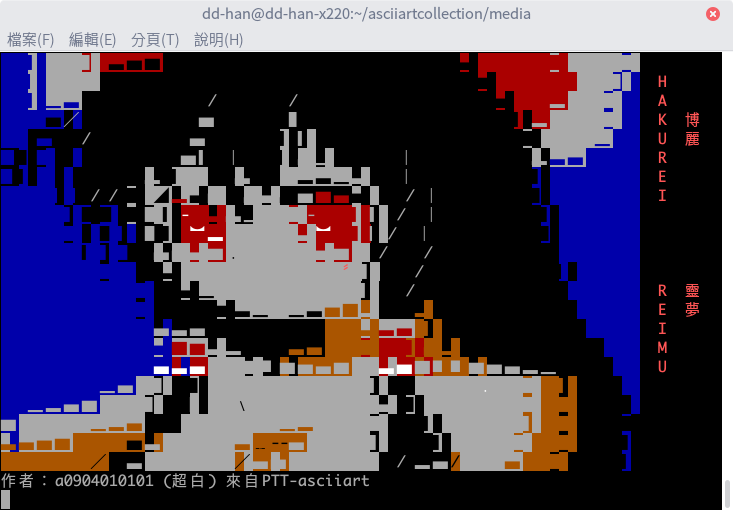 dd-han@dd-han-x220:~/asciiartcollection/media
檔案(F) 編輯(E) 分頁(T) 說明(H)
HAKUREI
博麗
REIMU
靈夢
作者：a0904010101 (超白) 來自PTT-asciiart